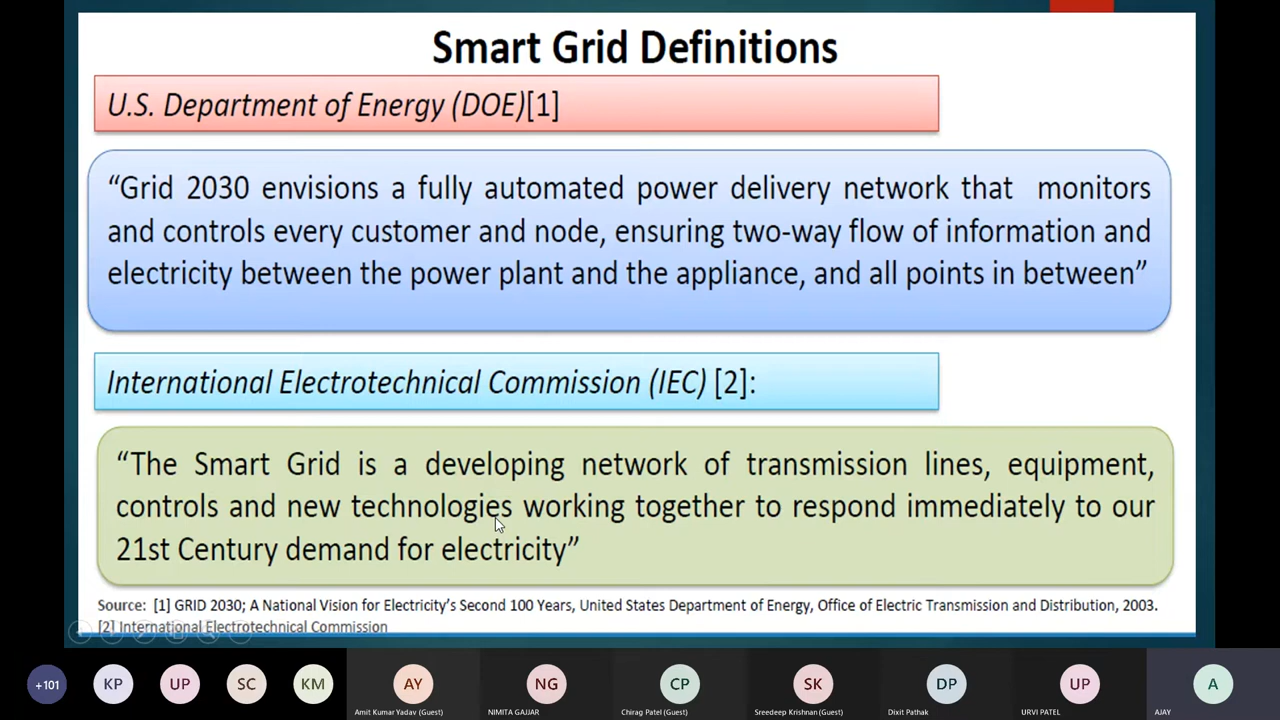 Smart Grid Definitions
U.S. Department of Energy (DOE)[1]
“Grid 2030 envisions a fully automated power delivery network that monitors
and controls every customer and node, ensuring two-way flow of information and
electricity between the power plant and the appliance, and all points in between”
International Electrotechnical Commission (IEC) [2]:
“The Smart Grid is a developing network of transmission lines, equipment,
controls and new technologies working together to respond immediately to our
21st Century demand for electricity”
Source: [1] GRID 2030; A National Vision for Electricity’s Second 100 Years, United States Department of Energy, Office of Electric Transmission and Distribution, 2003.
[2] International Electrotechnical Commission
+101 KP UP SC KM AY NG CP SK DP UP A
Amit Kumar Yadav (Guest) NIMITA GAJJAR Chirag Patel (Guest) Sreedeep Krishnan (Guest) Dixit Pathak URVI PATEL AJAY